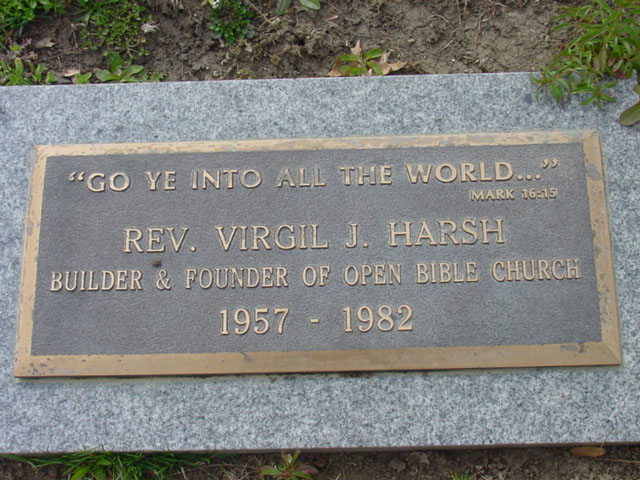 "GO YE INTO ALL THE WORLD..."
MARK 16:15
REV. VIRGIL J. HARSH
BUILDER & FOUNDER OF OPEN BIBLE CHURCH
1957 - 1982